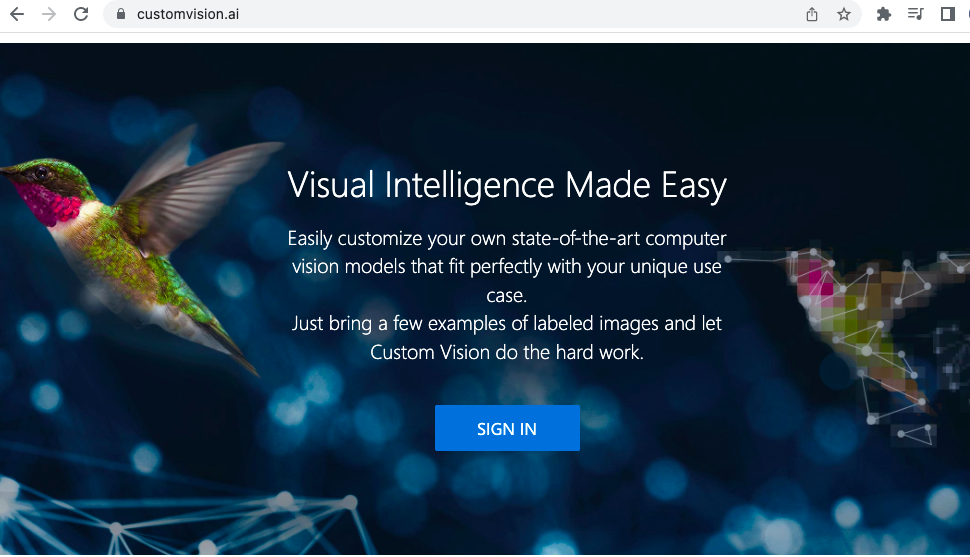 customvision.ai
Visual Intelligence Made Easy
Easily customize your own state-of-the-art computer
vision models that fit perfectly with your unique use
case.
Just bring a few examples of labeled images and let
Custom Vision do the hard work.
SIGN IN